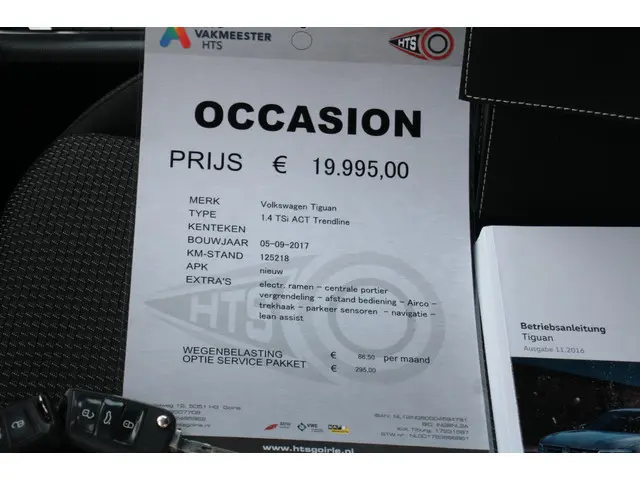 VAKMEESTER
HTS
HTS
OCCASION
PRIJS € 19.995,00
MERK Volkswagen Tiguan
TYPE 1.4 TSi ACT Trendline
KENTEKEN
BOUWJAAR 05-09-2017
KM-STAND 125218
APK nieuw
EXTRA'S electr. ramen - centrale portier
vergrendeling - afstand bediening - Airco -
trekhaak - parkeer sensoren - navigatie -
lean assist
HTS
WEGENBELASTING € 86,50 per maand
OPTIE SERVICE PAKKET € 295,00
www.htsgoirle.nl
Betriebsanleitung
Tiguan
Ausgabe 11.2016